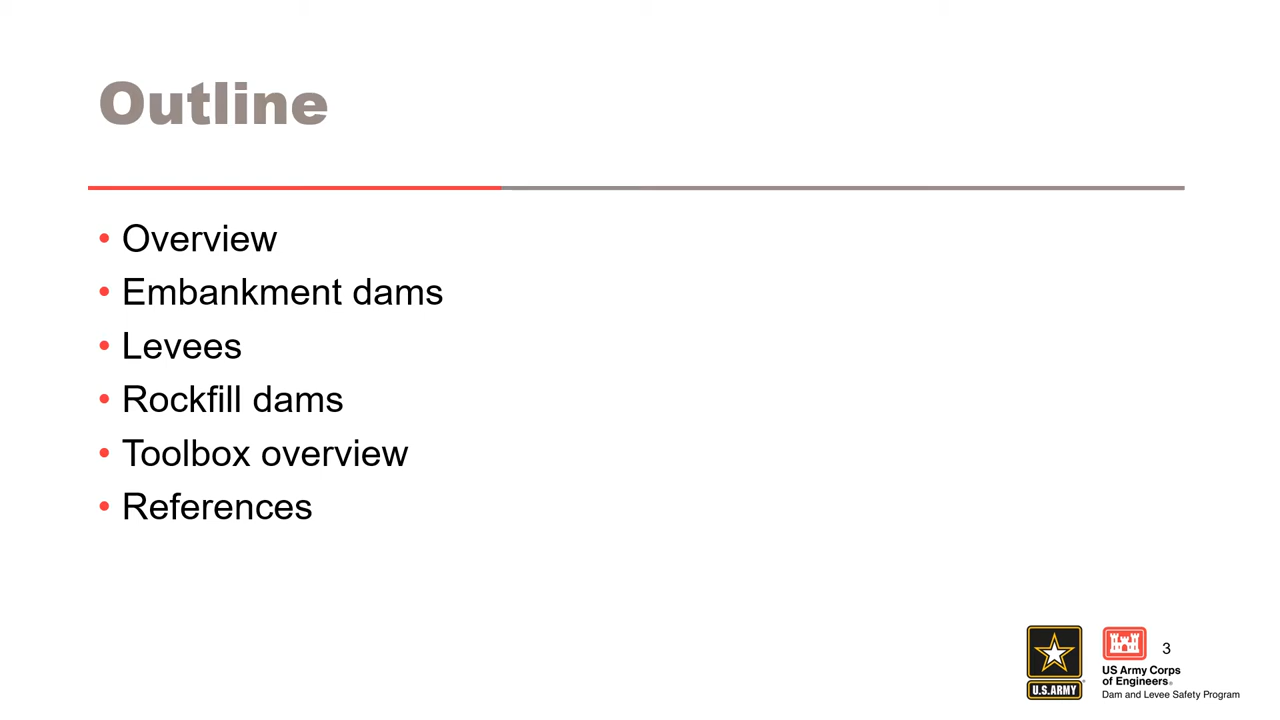 Outline
• Overview
• Embankment dams
• Levees
• Rockfill dams
• Toolbox overview
• References
3
U.S.ARMY
US Army Corps
of Engineers®
Dam and Levee Safety Program